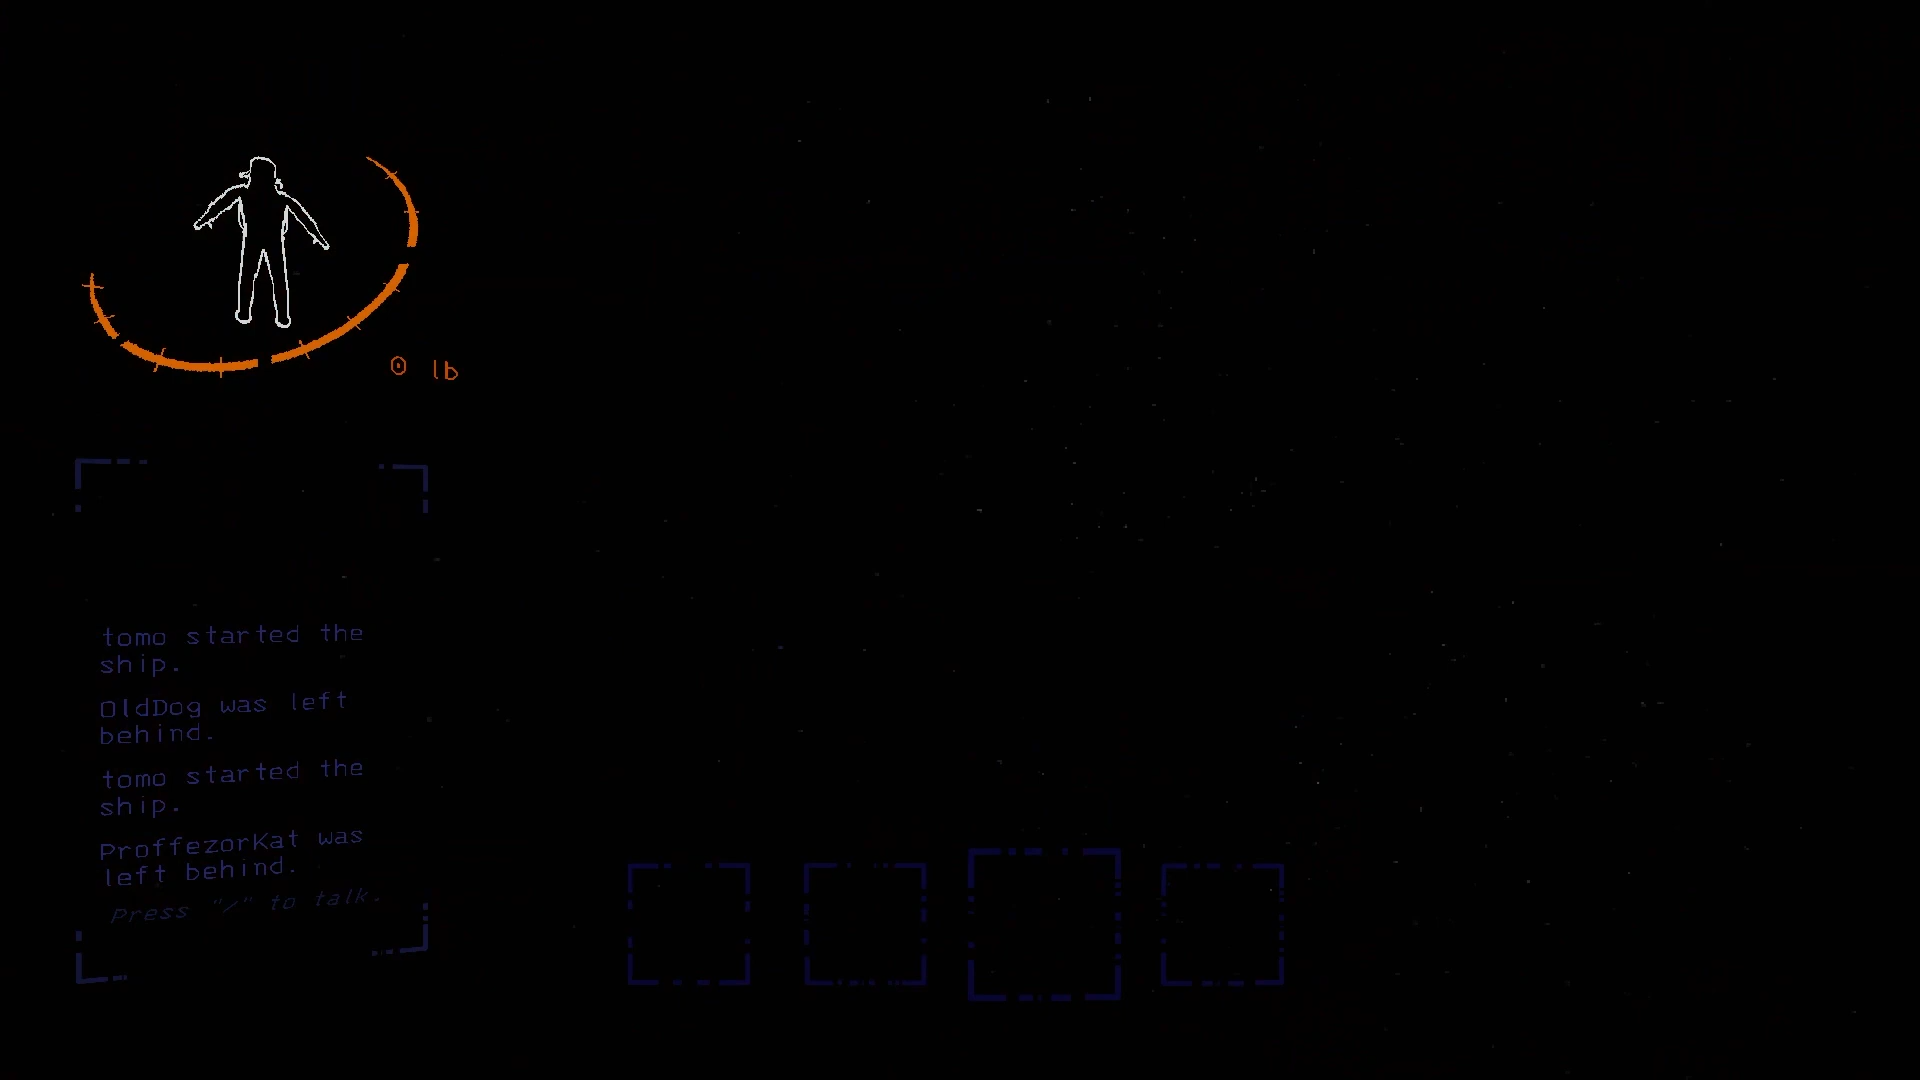 0 lb
tomo started the
ship.
OldDog was left
behind.
tomo started the
ship.
ProffezorKat was
left behind.
Press "/" to talk.